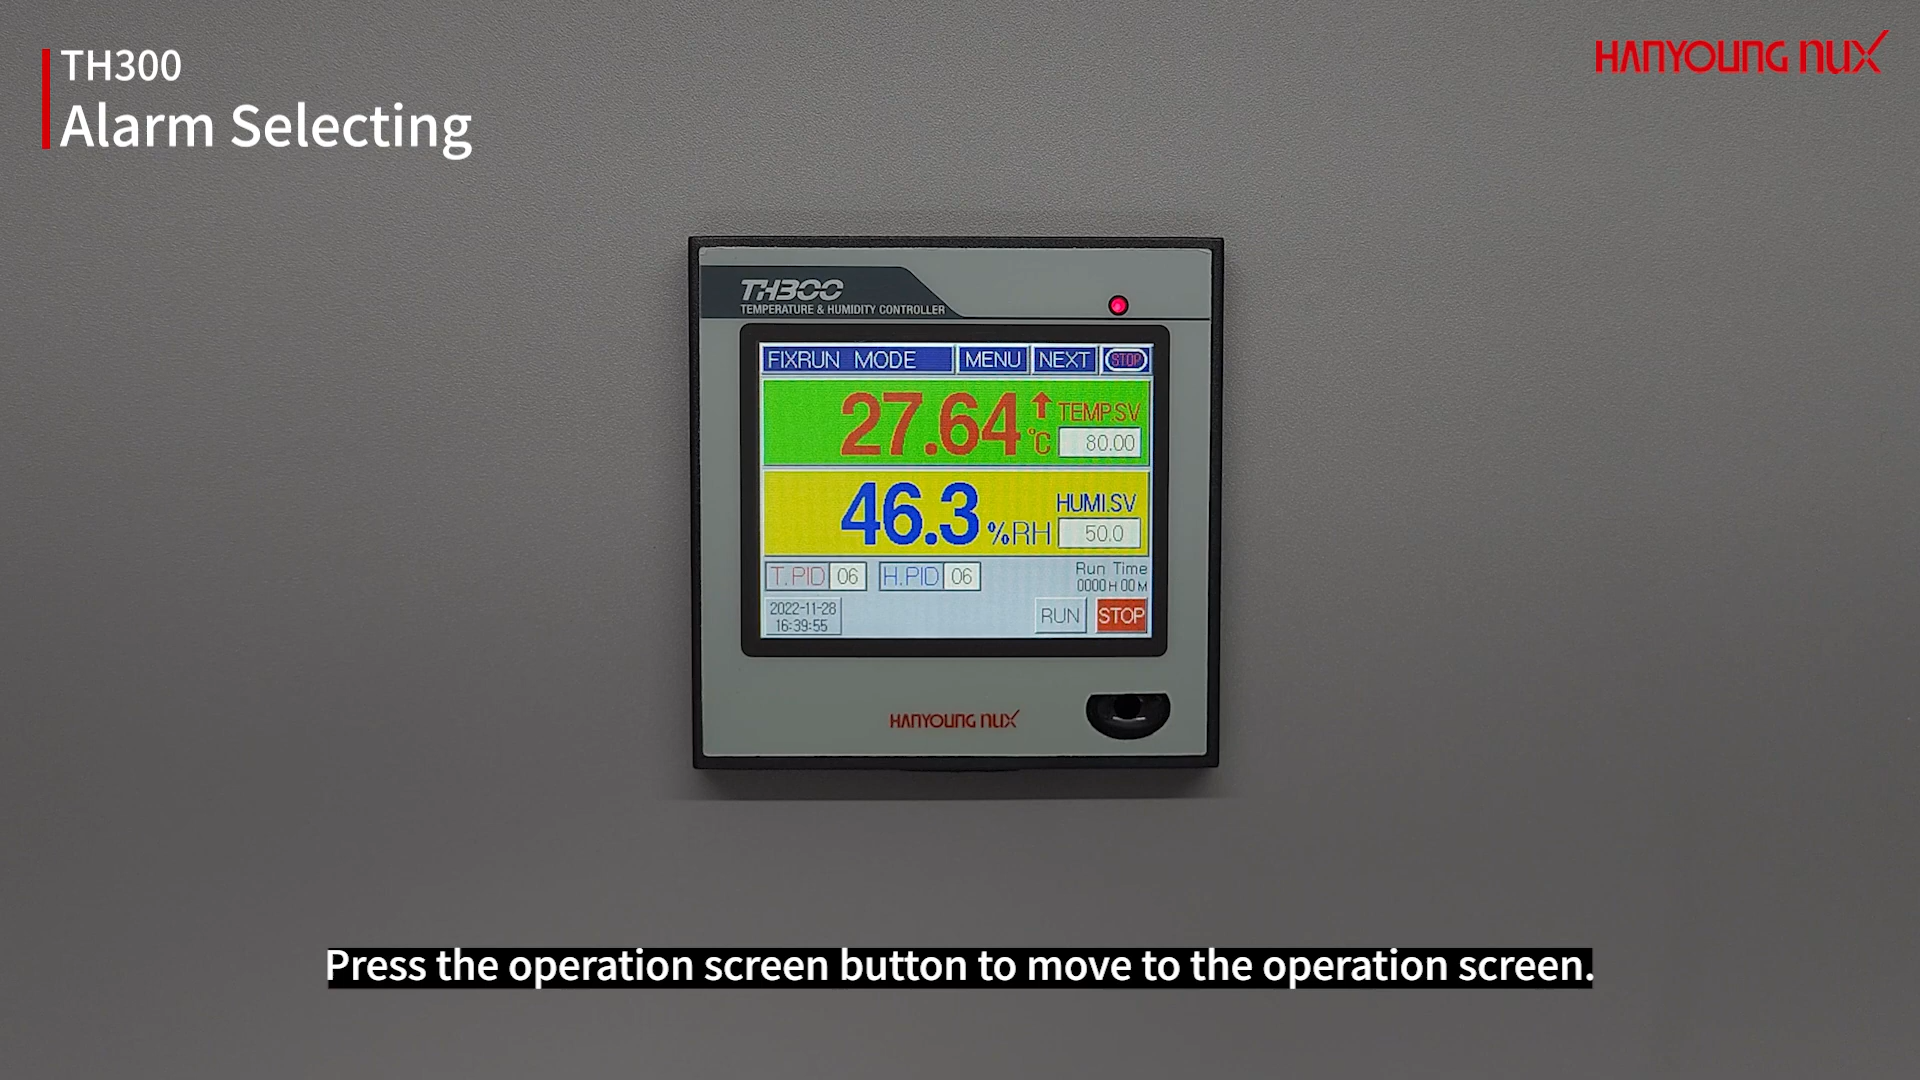 TH300
Alarm Selecting
HANYOUNG NUX
TH300
TEMPERATURE & HUMIDITY CONTROLLER
FIXRUN MODE MENU NEXT STOP
27.64 °C TEMP.SV 80.00
46.3 %RH HUMI.SV 50.0
T.PID 06 H.PID 06 Run Time
0000 H 00 M
2022-11-28
16:39:55
RUN STOP
HANYOUNG NUX
Press the operation screen button to move to the operation screen.